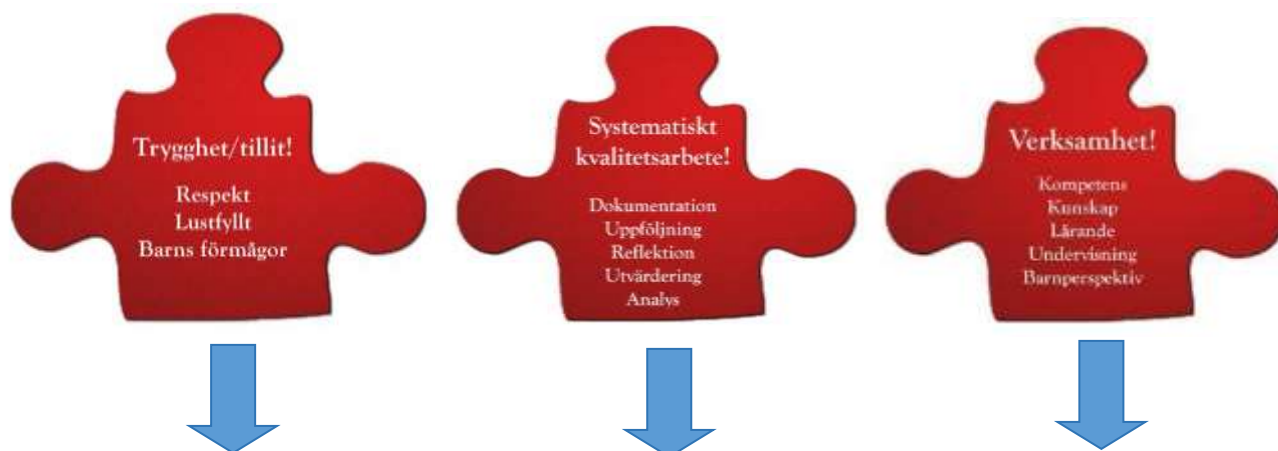 Trygghet/tillit!
Respekt
Lustfyllt
Barns förmågor
Systematiskt
kvalitetsarbete!
Dokumentation
Uppföljning
Reflektion
Utvärdering
Analys
Verksamhet!
Kompetens
Kunskap
Lärande
Undervisning
Barnperspektiv